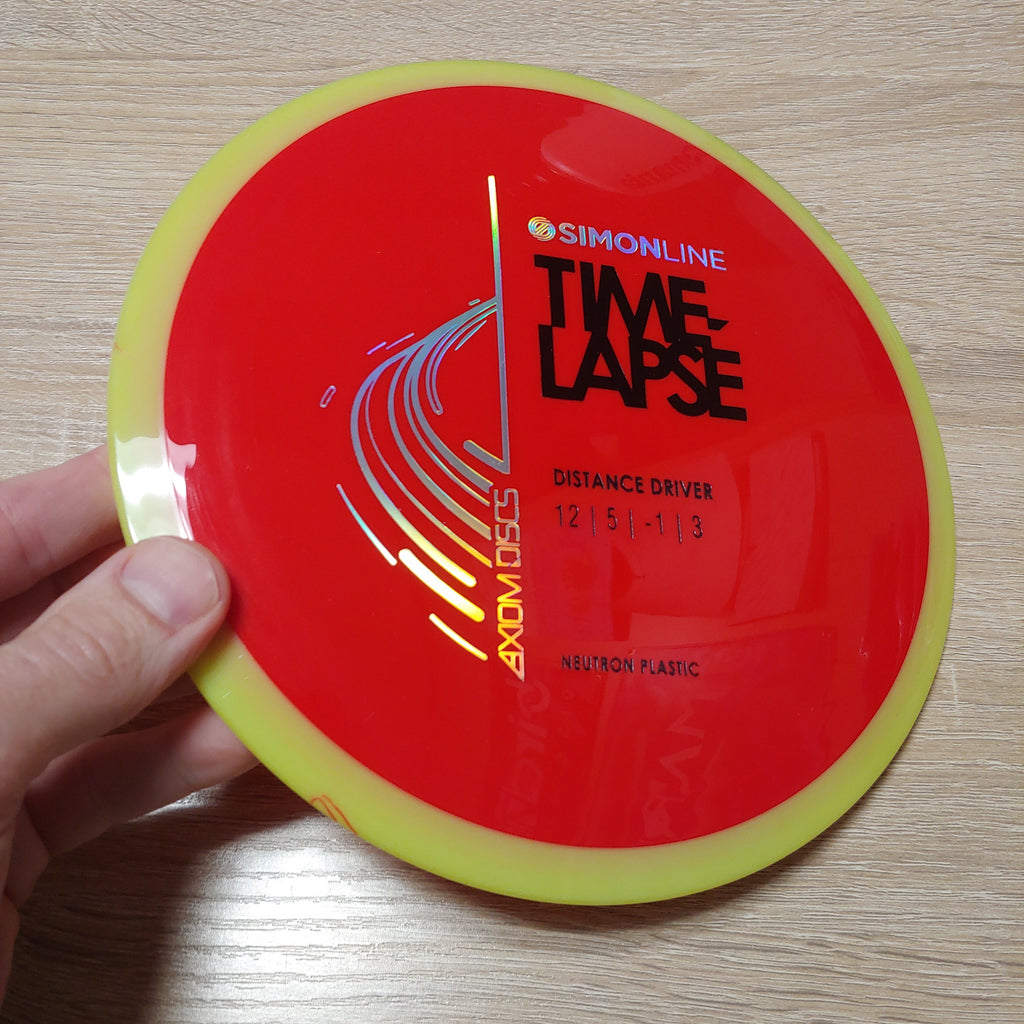 SIMONLINE
TIME-
LAPSE
DISTANCE DRIVER
12 | 5 | -1 | 3
NEUTRON PLASTIC
AXIOM DISCS